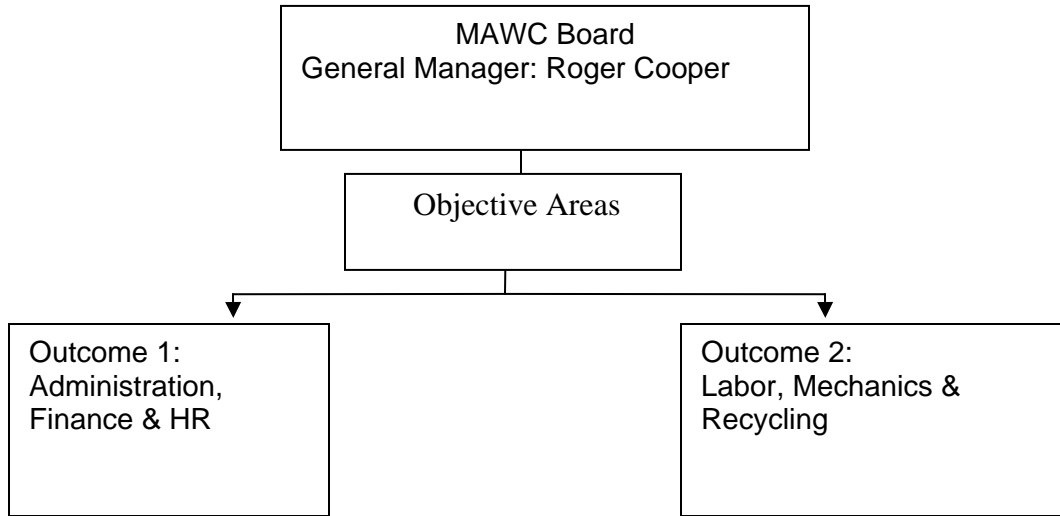 MAWC Board
General Manager: Roger Cooper
Objective Areas
Outcome 1:
Administration,
Finance & HR
Outcome 2:
Labor, Mechanics &
Recycling